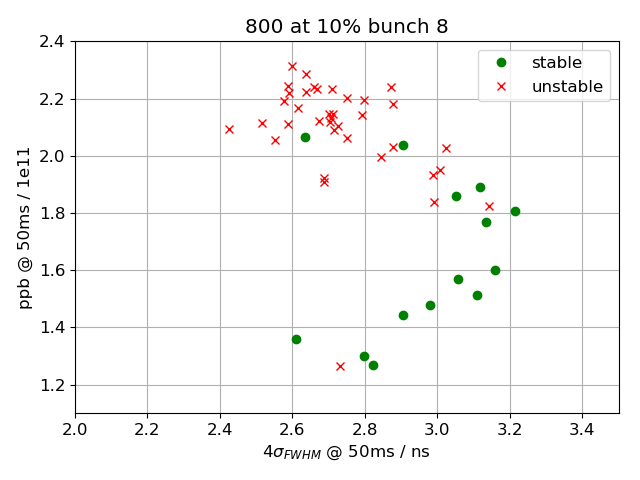 800 at 10% bunch 8
stable
unstable
ppb @ 50ms / 1e11
2.4
2.2
2.0
1.8
1.6
1.4
1.2
2.0 2.2 2.4 2.6 2.8 3.0 3.2 3.4
4σFWHM @ 50ms / ns